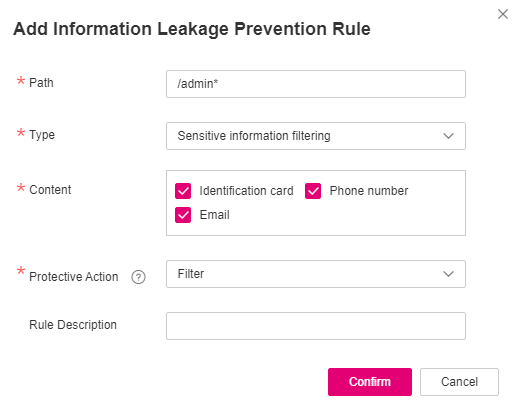 Add Information Leakage Prevention Rule
* Path /admin*
* Type Sensitive information filtering
* Content Identification card Phone number
Email
* Protective Action ? Filter
Rule Description
Confirm Cancel